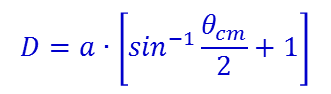 D = a · [sin⁻¹ θ_cm/2 + 1]